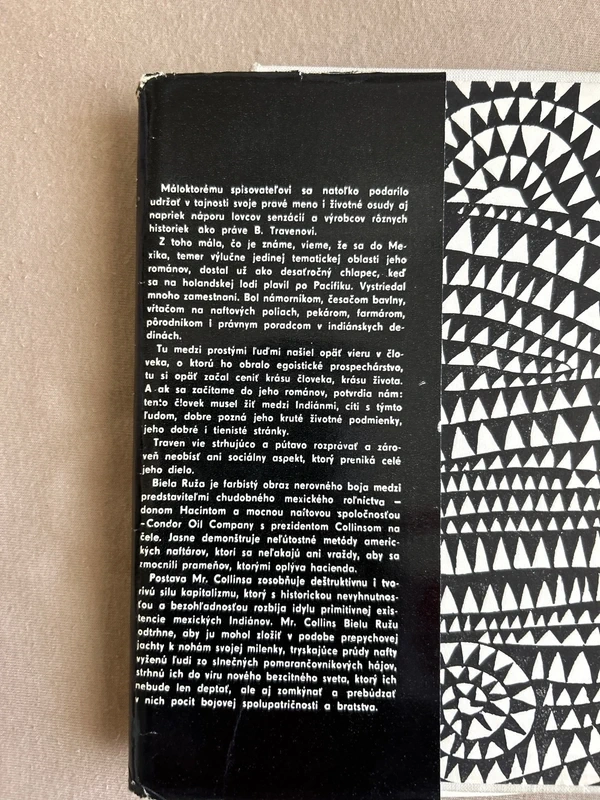 Máloktorému spisovateľovi sa natoľko podarilo
udržať v tajnosti svoje pravé meno i životné osudy aj
napriek náporu lovcov senzácií a výrobcov rôznych
historiek ako práve B. Travenovi.
Z toho mála, čo je známe, vieme, že sa do Me-
xika, temer výlučne jedinej tematickej oblasti jeho
románov, dostal už ako desaťročný chlapec, keď
sa na holandskej lodi plavil po Pacifiku. Vystriedal
mnoho zamestnaní. Bol námorníkom, česačom bavlny,
vŕtačom na naftových poliach, pekárom, farmárom,
pôrodníkom i právnym poradcom v indiánskych de-
dinách.
Tu medzi prostými ľuďmi našiel opäť vieru v člo-
veka, o ktorú ho obralo egoistické prospechárstvo,
tu si opäť začal ceniť krásu človeka, krásu života.
A ak sa začítame do jeho románov, potvrdia nám:
tento človek musel žiť medzi Indiánmi, cíti s týmto
ľudom, dobre pozná jeho kruté životné podmienky,
jeho dobré i tienisté stránky.
Traven vie strhujúco a pútavo rozprávať a záro-
veň neobísť ani sociálny aspekt, ktorý preniká celé
jeho dielo.
Biela Ruža je farbistý obraz nerovného boja medzi
predstaviteľmi chudobného mexického roľníctva –
donom Hacintom a mocnou naftovou spoločnosťou
-Condor Oil Company s prezidentom Collinsom na
čele. Jasne demonštruje neľútostné metódy americ-
kých naftárov, ktorí sa neľakajú ani vraždy, aby sa
zmocnili prameňov, ktorými oplýva hacienda.
Postava Mr. Collinsa zosobňuje deštruktívnu i tvo-
rivú silu kapitalizmu, ktorý s historickou nevyhnutnos-
ťou a bezohľadnosťou rozbíja idylu primitívnej exis-
tencie mexických Indiánov. Mr. Collins Bielu Ružu
odtrhne, aby ju mohol zložiť v podobe prepychovej
jachty k nohám svojej milenky, tryskajúce prúdy nafty
vyženú ľudí zo slnečných pomarančovníkových hájov,
strhnú ich do víru nového bezcitného sveta, ktorý ich
nebude len deptať, ale aj zomkýnať a prebúdzať
v nich pocit bojovej spolupatričnosti a bratstva.